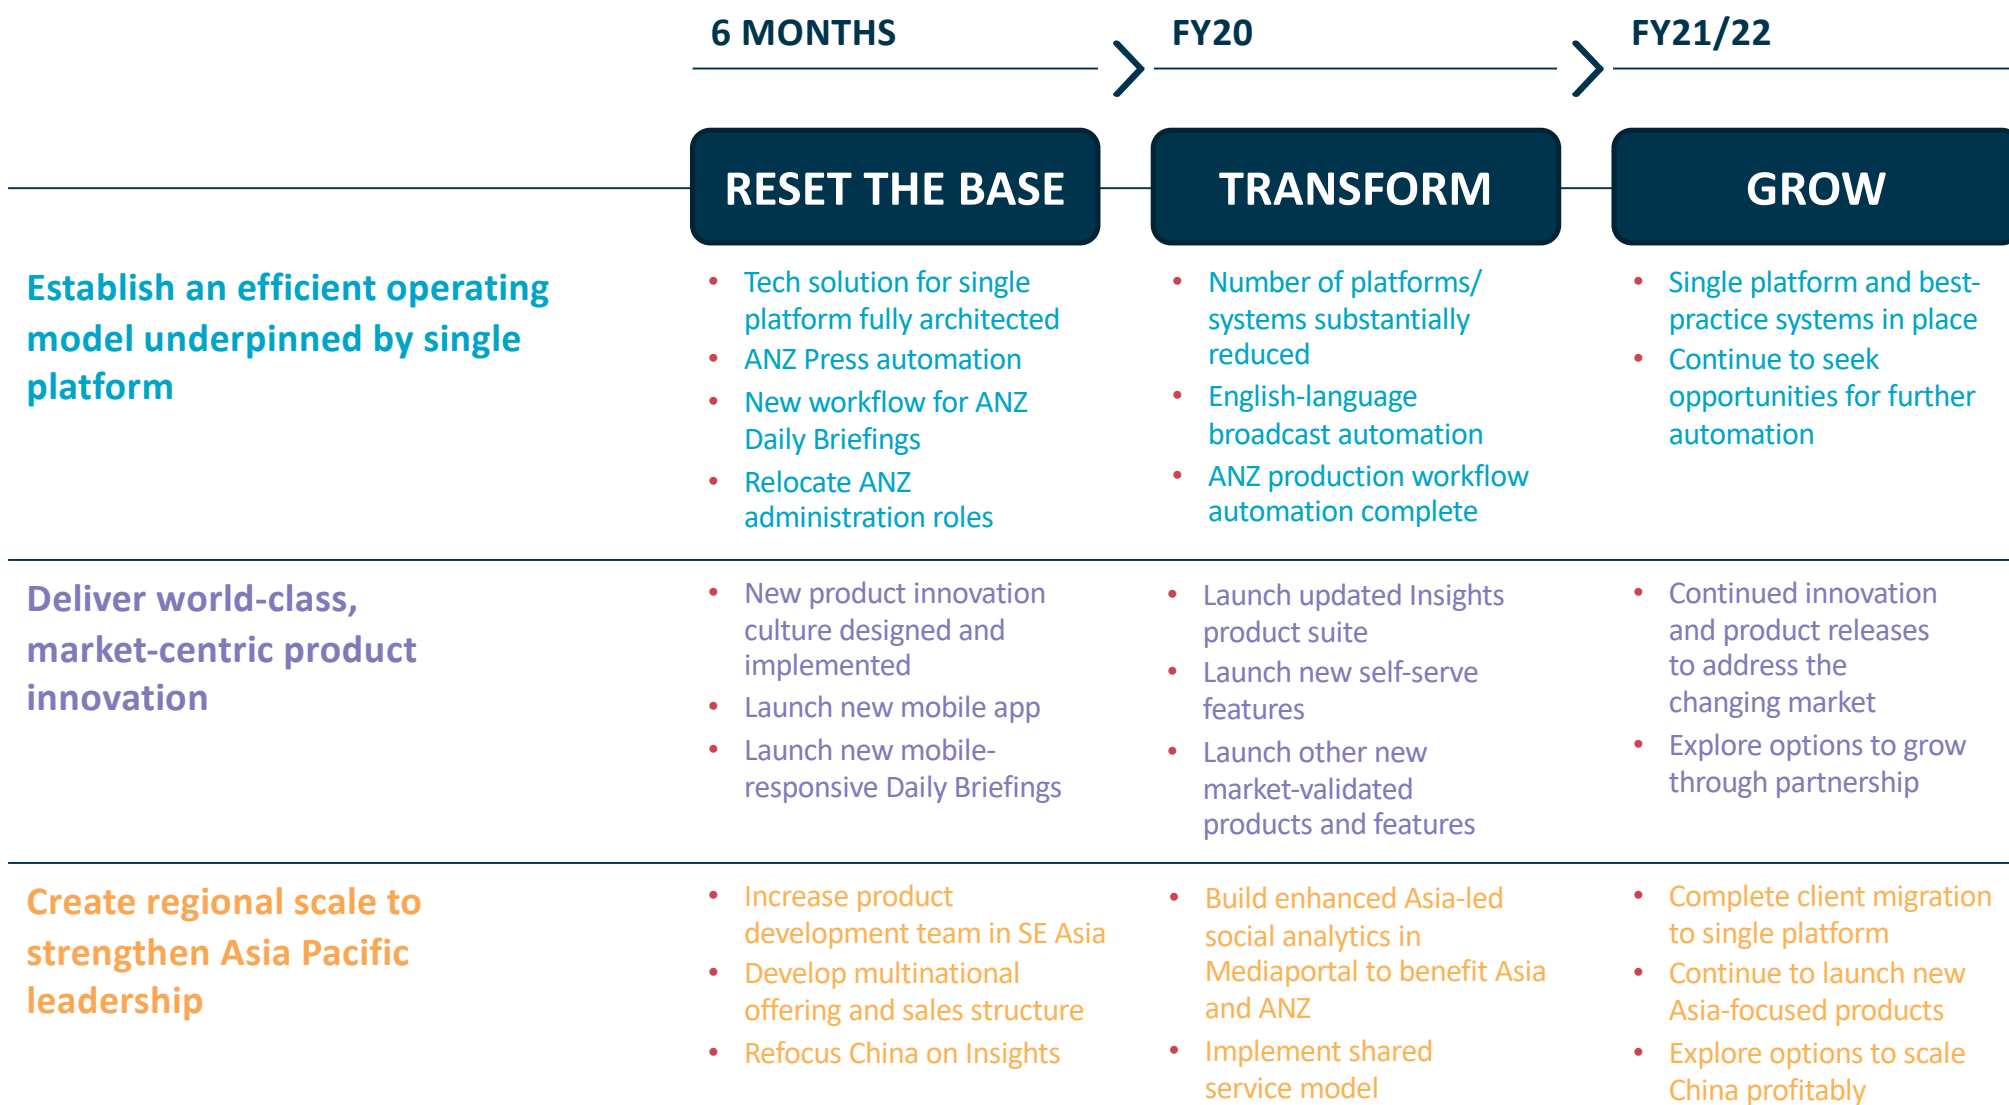 6 MONTHS
FY20
FY21/22
RESET THE BASE
TRANSFORM
GROW
Establish an efficient operating
model underpinned by single
platform
• Tech solution for single
platform fully architected
• ANZ Press automation
• New workflow for ANZ
Daily Briefings
• Relocate ANZ
administration roles
• Number of platforms/
systems substantially
reduced
• English-language
broadcast automation
• ANZ production workflow
automation complete
• Single platform and best-
practice systems in place
• Continue to seek
opportunities for further
automation
Deliver world-class,
market-centric product
innovation
• New product innovation
culture designed and
implemented
• Launch new mobile app
• Launch new mobile-
responsive Daily Briefings
• Launch updated Insights
product suite
• Launch new self-serve
features
• Launch other new
market-validated
products and features
• Continued innovation
and product releases
to address the
changing market
• Explore options to grow
through partnership
Create regional scale to
strengthen Asia Pacific
leadership
• Increase product
development team in SE Asia
• Develop multinational
offering and sales structure
• Refocus China on Insights
• Build enhanced Asia-led
social analytics in
Mediaportal to benefit Asia
and ANZ
• Implement shared
service model
• Complete client migration
to single platform
• Continue to launch new
Asia-focused products
• Explore options to scale
China profitably